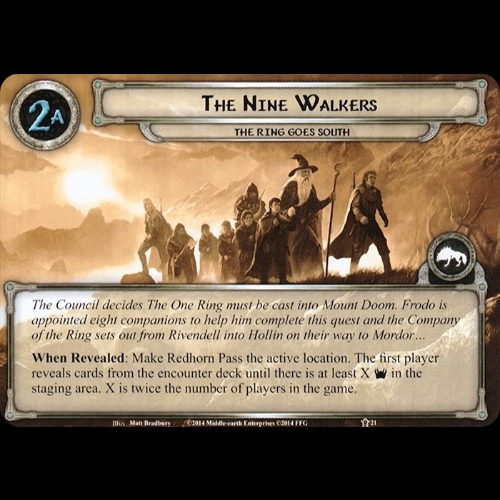 2A
THE NINE WALKERS
THE RING GOES SOUTH
The Council decides The One Ring must be cast into Mount Doom. Frodo is
appointed eight companions to help him complete this quest and the Company
of the Ring sets out from Rivendell into Hollin on their way to Mordor…
When Revealed: Make Redhorn Pass the active location. The first player
reveals cards from the encounter deck until there is at least X in the
staging area. X is twice the number of players in the game.
Illus. Matt Bradbury ©2014 Middle-earth Enterprises ©2014 FFG 21